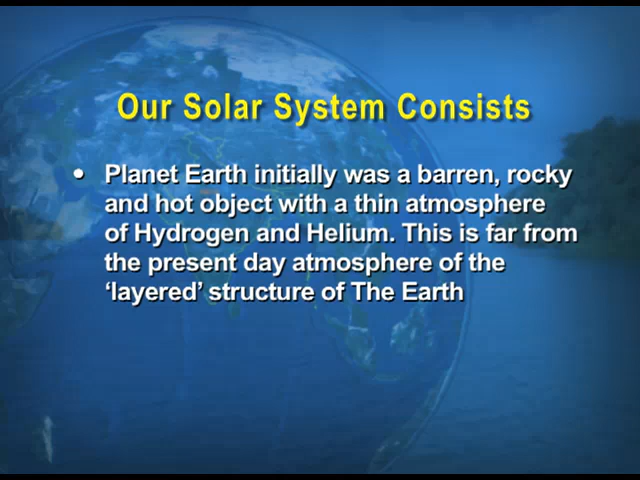 Our Solar System Consists
• Planet Earth initially was a barren, rocky
and hot object with a thin atmosphere
of Hydrogen and Helium. This is far from
the present day atmosphere of the
‘layered’ structure of The Earth